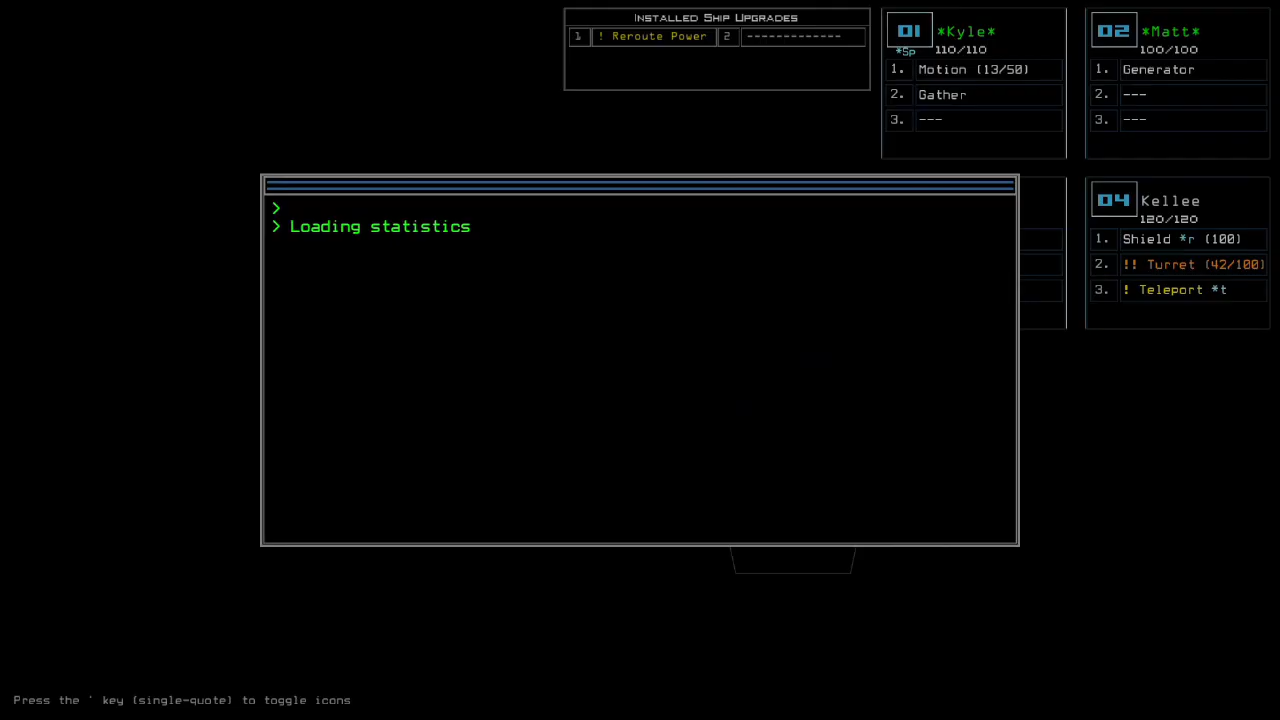 Installed Ship Upgrades
1 ! Reroute Power 2 -------------
01 *Kyle*
*Sp 110/110
1. Motion (13/50)
2. Gather
3. ---
02 *Matt*
100/100
1. Generator
2. ---
3. ---
04 Kellee
120/120
1. Shield *r (100)
2. !! Turret (42/100)
3. ! Teleport *t
>
> Loading statistics
Press the ' key (single-quote) to toggle icons